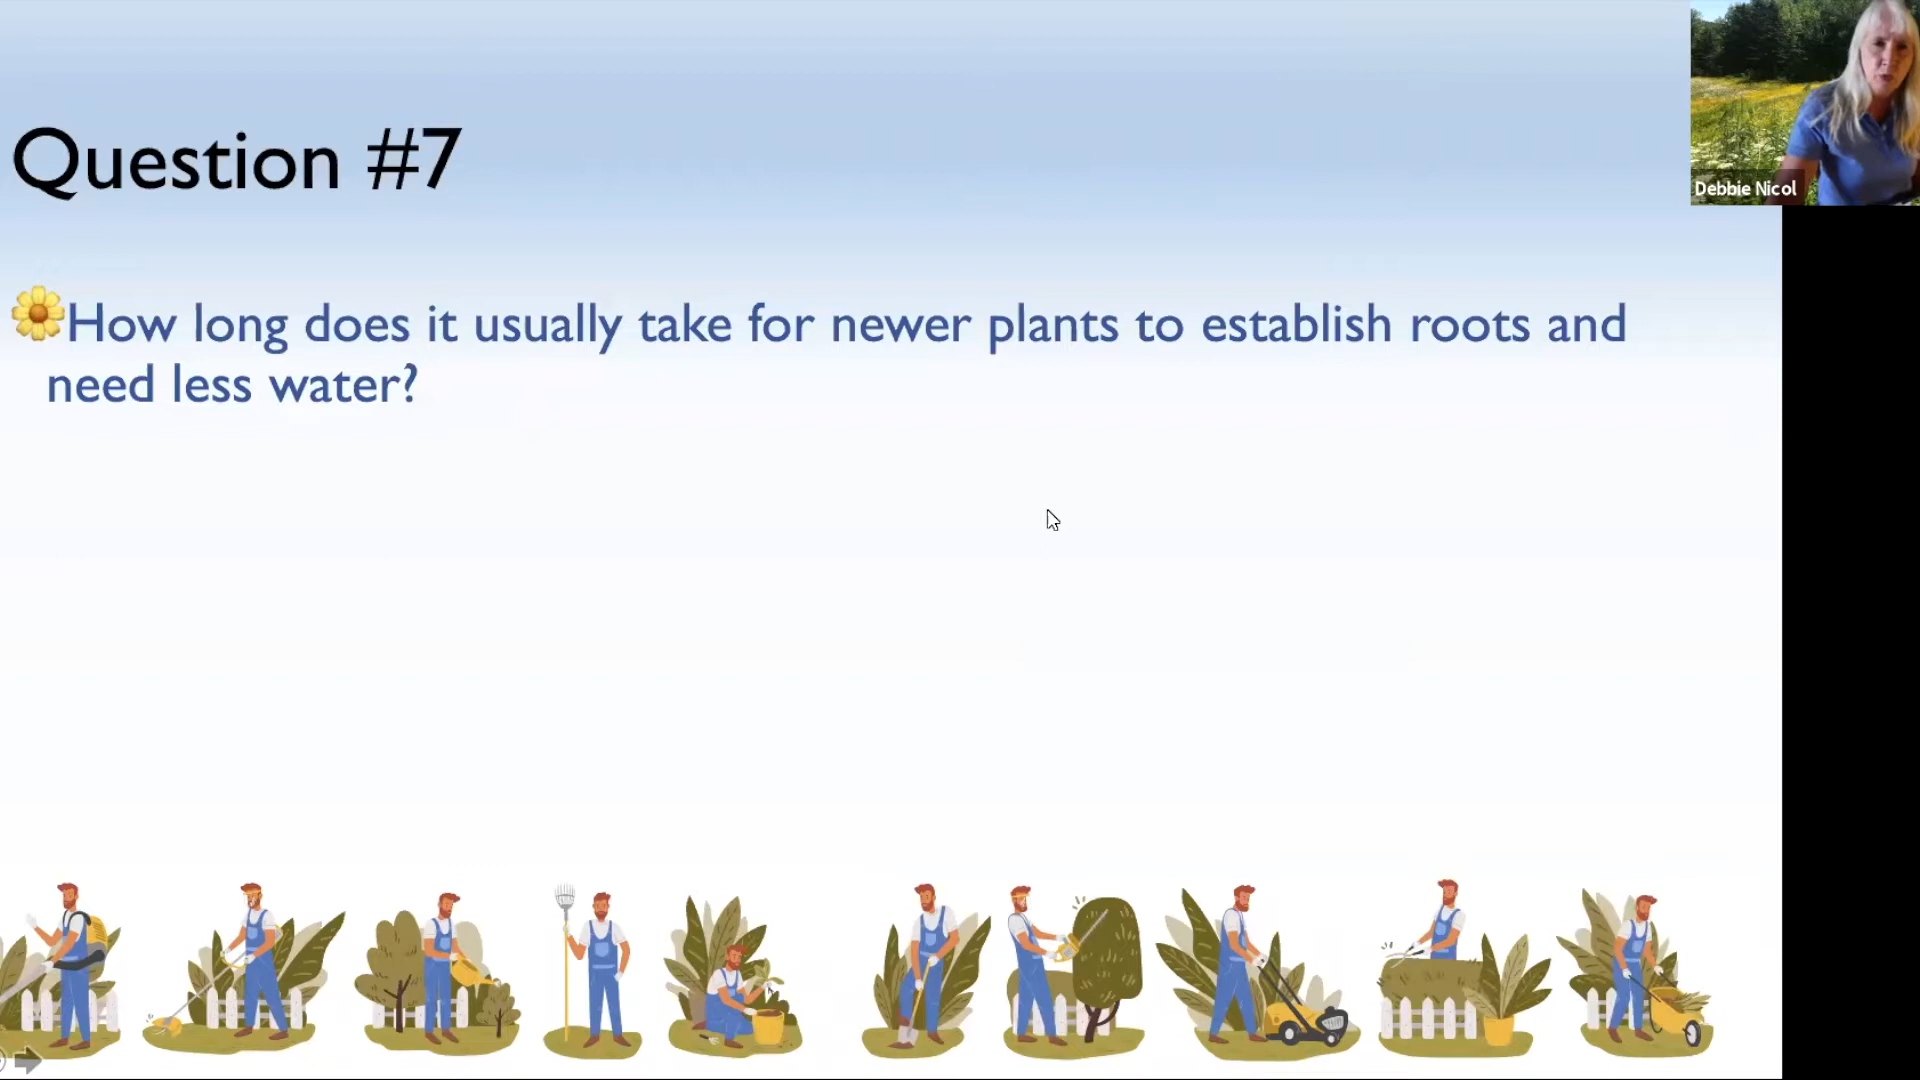 Question #7
Debbie Nicol
How long does it usually take for newer plants to establish roots and
need less water?